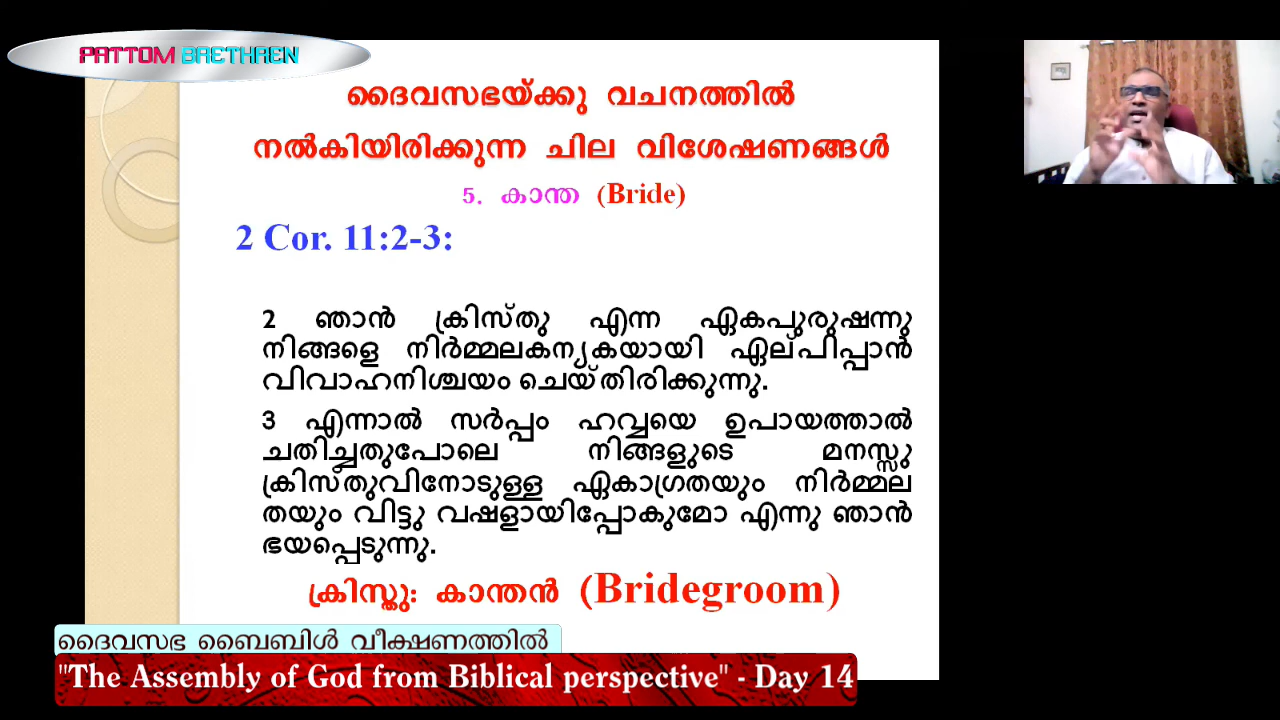 PATTOM BRETHREN
ദൈവസഭയ്ക്കു വചനത്തിൽ
നൽകിയിരിക്കുന്ന ചില വിശേഷണങ്ങൾ
5. കാന്ത (Bride)
2 Cor. 11:2-3:
2 ഞാൻ ക്രിസ്തു എന്ന ഏകപുരുഷന്നു
നിങ്ങളെ നിർമ്മലകന്യകയായി ഏല്പിപ്പാൻ
വിവാഹനിശ്ചയം ചെയ്തിരിക്കുന്നു.
3 എന്നാൽ സർപ്പം ഹവ്വയെ ഉപായത്താൽ
ചതിച്ചതുപോലെ നിങ്ങളുടെ മനസ്സു
ക്രിസ്തുവിനോടുള്ള ഏകാഗ്രതയും നിർമ്മല
തയും വിട്ടു വഷളായിപ്പോകുമോ എന്നു ഞാൻ
ഭയപ്പെടുന്നു.
ക്രിസ്തു: കാന്തൻ (Bridegroom)
ദൈവസഭ ബൈബിൾ വീക്ഷണത്തിൽ
"The Assembly of God from Biblical perspective" - Day 14